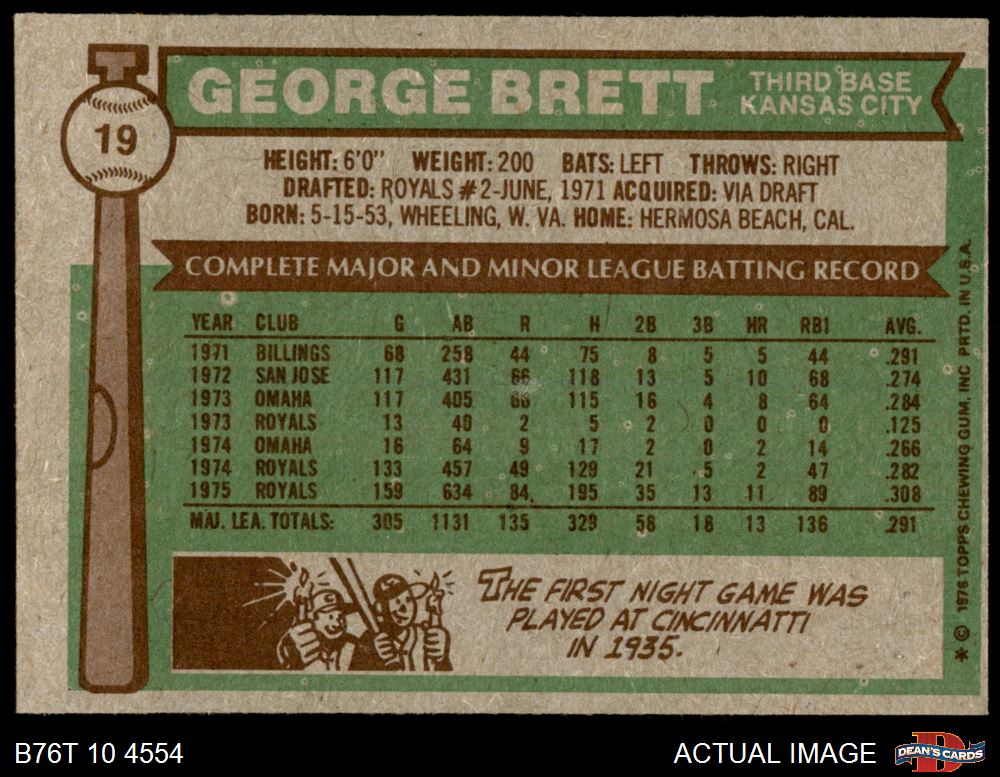 19
GEORGE BRETT
THIRD BASE
KANSAS CITY
HEIGHT: 6'0" WEIGHT: 200 BATS: LEFT THROWS: RIGHT
DRAFTED: ROYALS #2-JUNE, 1971 ACQUIRED: VIA DRAFT
BORN: 5-15-53, WHEELING, W. VA. HOME: HERMOSA BEACH, CAL.
COMPLETE MAJOR AND MINOR LEAGUE BATTING RECORD
YEAR CLUB G AB R H 2B 3B HR RBI AVG.
1971 BILLINGS 68 258 44 75 8 5 5 44 .291
1972 SAN JOSE 117 431 66 118 13 5 10 68 .274
1973 OMAHA 117 405 66 115 16 4 8 64 .284
1973 ROYALS 13 40 2 5 2 0 0 0 .125
1974 OMAHA 16 64 9 17 2 0 2 14 .266
1974 ROYALS 133 457 49 129 21 5 2 47 .282
1975 ROYALS 159 634 84 195 35 13 11 89 .308
MAJ. LEA. TOTALS: 305 1131 135 329 58 18 13 136 .291
THE FIRST NIGHT GAME WAS
PLAYED AT CINCINNATTI
IN 1935.
* © 1976 TOPPS CHEWING GUM, INC PRTD. IN U.S.A.
B76T 10 4554
ACTUAL IMAGE
D
DEAN'S CARDS